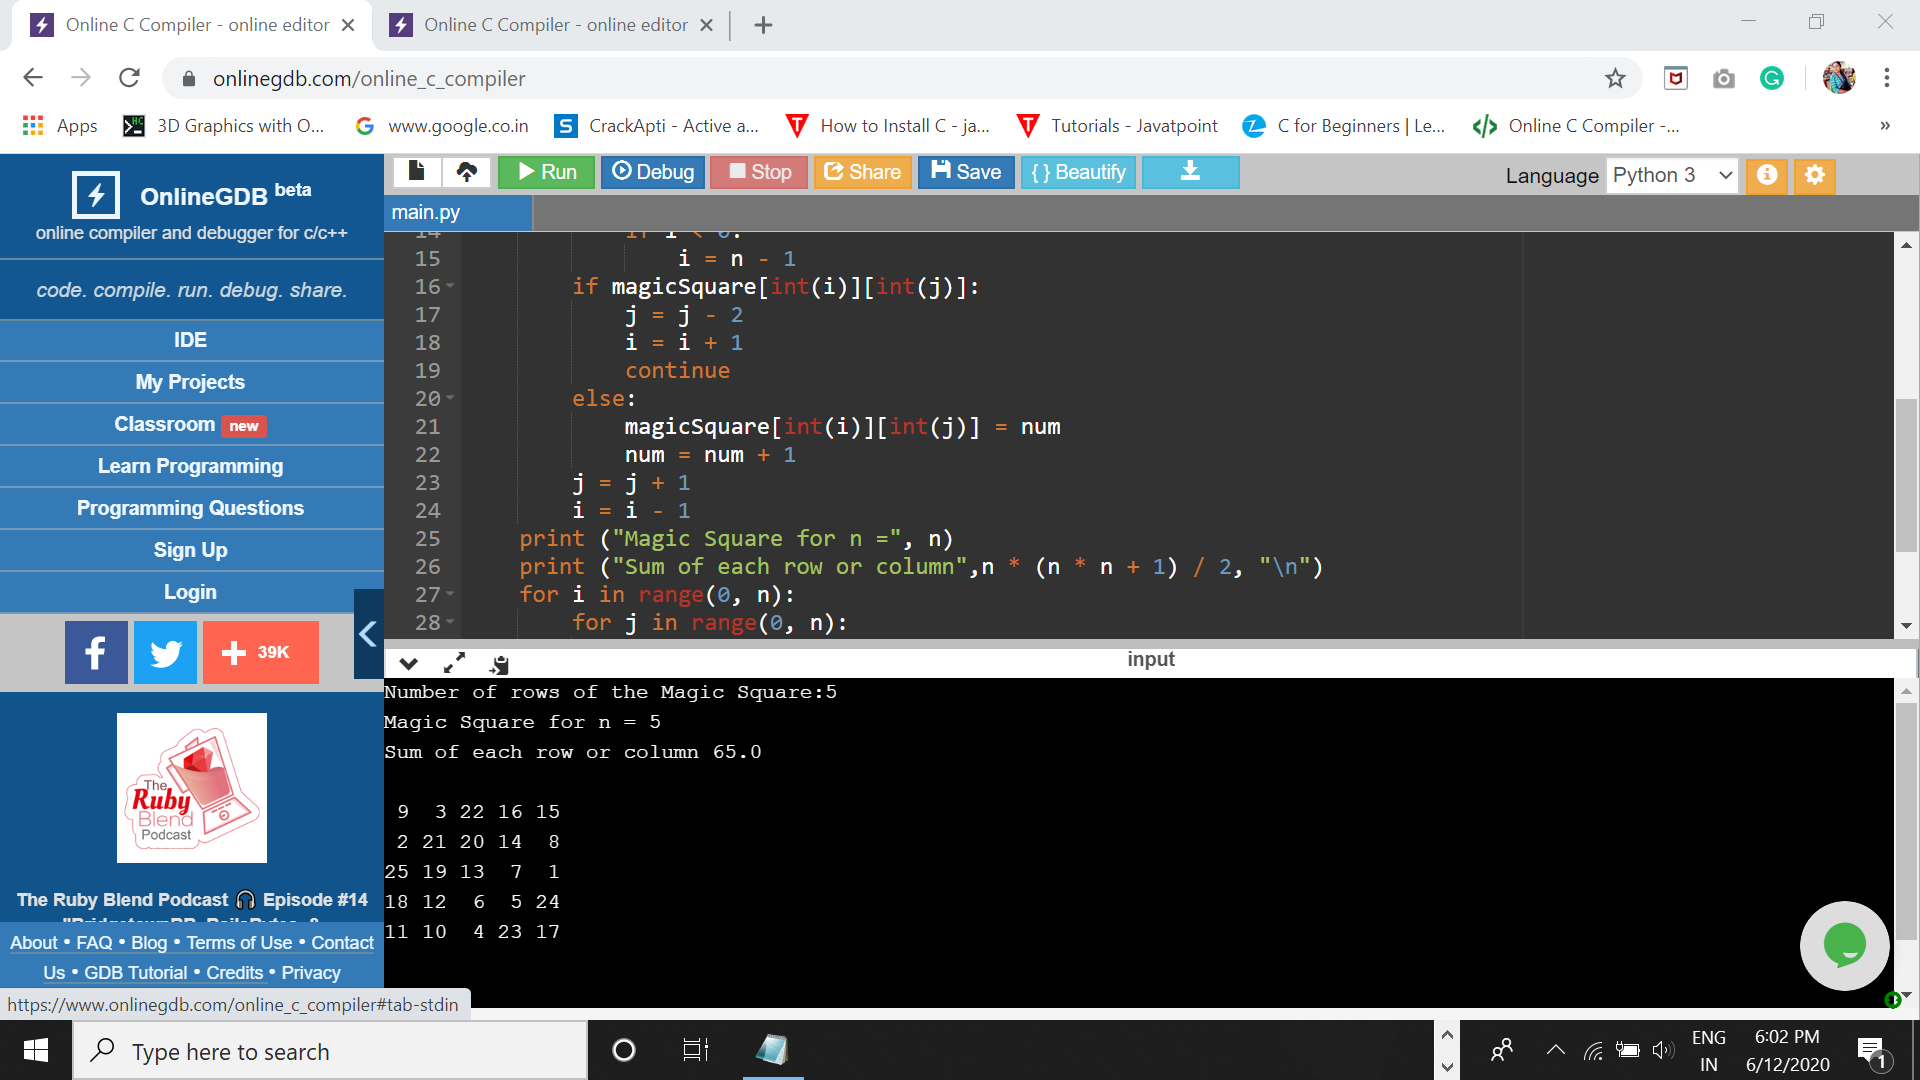 Online C Compiler - online editor
Online C Compiler - online editor
onlinegdb.com/online_c_compiler
Apps
3D Graphics with O...
www.google.co.in
CrackApti - Active a...
How to Install C - ja...
Tutorials - Javatpoint
C for Beginners | Le...
Online C Compiler -...
»
OnlineGDB beta
online compiler and debugger for c/c++
code. compile. run. debug. share.
IDE
My Projects
Classroom new
Learn Programming
Programming Questions
Sign Up
Login
39K
The
Ruby
Blend
Podcast
The Ruby Blend Podcast 🎧 Episode #14
About • FAQ • Blog • Terms of Use • Contact
Us • GDB Tutorial • Credits • Privacy
https://www.onlinegdb.com/online_c_compiler#tab-stdin
Run Debug Stop Share Save { } Beautify
Language Python 3
main.py
14 if i < 0:
15 i = n - 1
16 if magicSquare[int(i)][int(j)]:
17 j = j - 2
18 i = i + 1
19 continue
20 else:
21 magicSquare[int(i)][int(j)] = num
22 num = num + 1
23 j = j + 1
24 i = i - 1
25 print ("Magic Square for n =", n)
26 print ("Sum of each row or column",n * (n * n + 1) / 2, "\n")
27 for i in range(0, n):
28 for j in range(0, n):
input
Number of rows of the Magic Square:5
Magic Square for n = 5
Sum of each row or column 65.0
9 3 22 16 15
2 21 20 14 8
25 19 13 7 1
18 12 6 5 24
11 10 4 23 17
Type here to search
ENG
IN
6:02 PM
6/12/2020
1